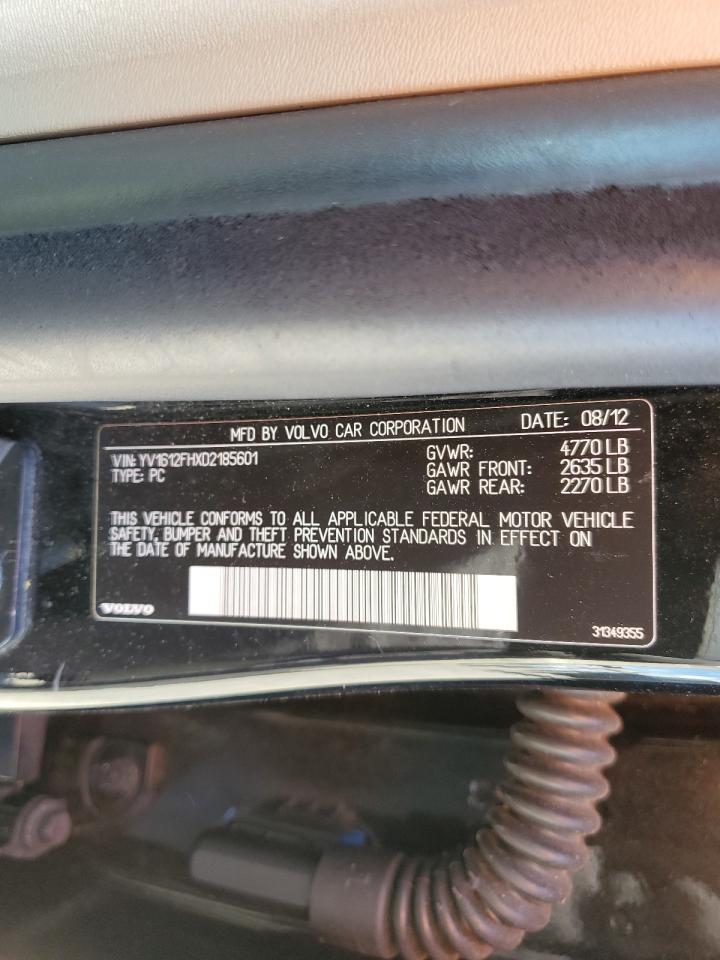 MFD BY VOLVO CAR CORPORATION DATE: 08/12
VIN: YV1612FHXD2185601 GVWR: 4770 LB
TYPE: PC GAWR FRONT: 2635 LB
GAWR REAR: 2270 LB
THIS VEHICLE CONFORMS TO ALL APPLICABLE FEDERAL MOTOR VEHICLE
SAFETY, BUMPER AND THEFT PREVENTION STANDARDS IN EFFECT ON
THE DATE OF MANUFACTURE SHOWN ABOVE.
VOLVO
31349355